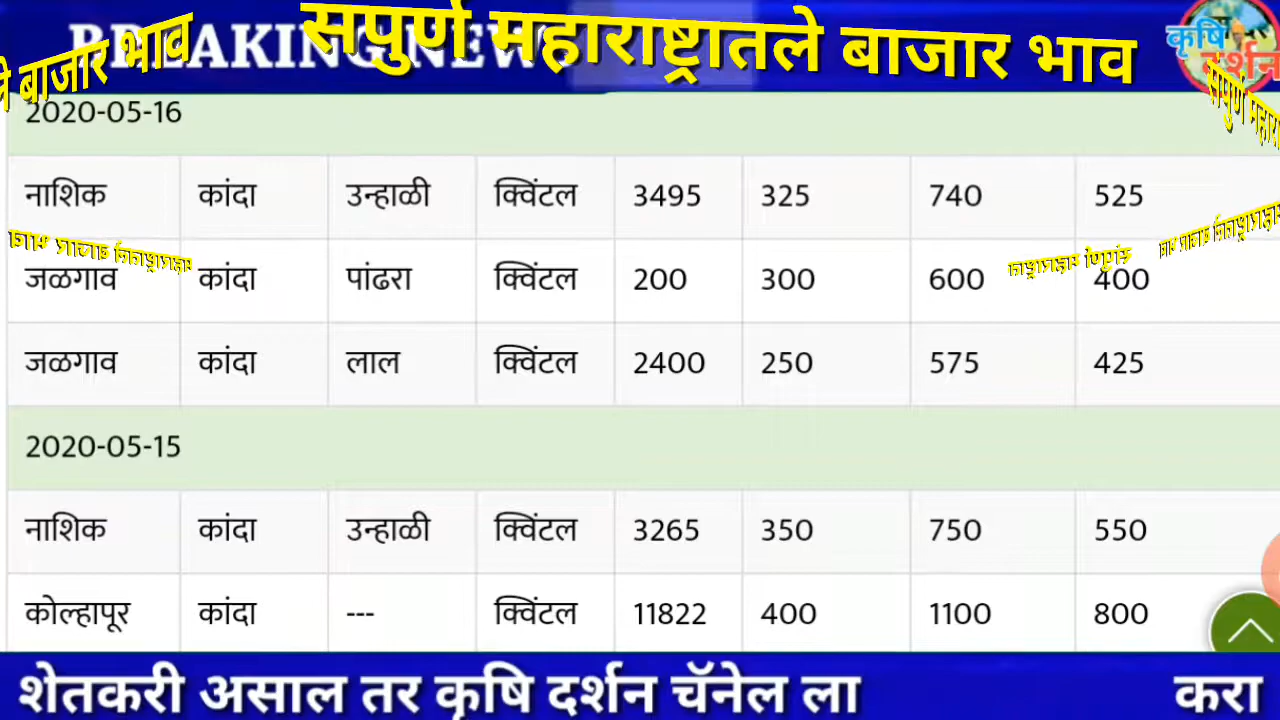 BREAKING NEWS
सपुर्ण महाराष्ट्रातले बाजार भाव
बाजार भाव
कृषि
दर्शन
2020-05-16
नाशिक कांदा उन्हाळी क्विंटल 3495 325 740 525
जळगाव कांदा पांढरा क्विंटल 200 300 600 400
जळगाव कांदा लाल क्विंटल 2400 250 575 425
2020-05-15
नाशिक कांदा उन्हाळी क्विंटल 3265 350 750 550
कोल्हापूर कांदा --- क्विंटल 11822 400 1100 800
शेतकरी असाल तर कृषि दर्शन चॅनेल ला करा